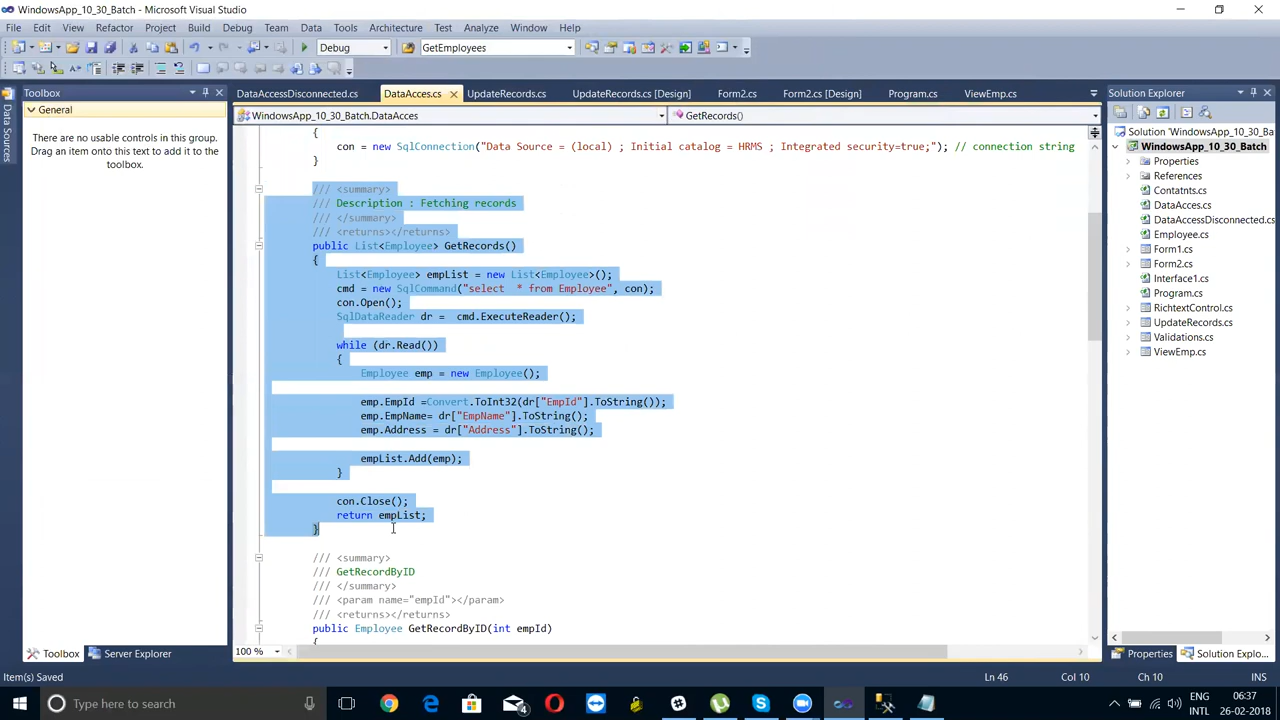 WindowsApp_10_30_Batch - Microsoft Visual Studio
File Edit View Refactor Project Build Debug Team Data Tools Architecture Test Analyze Window Help
Debug GetEmployees
Toolbox
DataAccessDisconnected.cs DataAcces.cs UpdateRecords.cs UpdateRecords.cs [Design] Form2.cs Form2.cs [Design] Program.cs ViewEmp.cs
Solution Explorer
Data Sources
General
There are no usable controls in this group. Drag an item onto this text to add it to the toolbox.
WindowsApp_10_30_Batch.DataAcces GetRecords()
{
con = new SqlConnection("Data Source = (local) ; Initial catalog = HRMS ; Integrated security=true;"); // connection string
}
/// <summary>
/// Description : Fetching records
/// </summary>
/// <returns></returns>
public List<Employee> GetRecords()
{
List<Employee> empList = new List<Employee>();
cmd = new SqlCommand("select  * from Employee", con);
con.Open();
SqlDataReader dr =  cmd.ExecuteReader();
while (dr.Read())
{
Employee emp = new Employee();
emp.EmpId =Convert.ToInt32(dr["EmpId"].ToString());
emp.EmpName= dr["EmpName"].ToString();
emp.Address = dr["Address"].ToString();
empList.Add(emp);
}
con.Close();
return empList;
}
/// <summary>
/// GetRecordByID
/// </summary>
/// <param name="empId"></param>
/// <returns></returns>
public Employee GetRecordByID(int empId)
{
100 %
Solution 'WindowsApp_10_30_Ba
WindowsApp_10_30_Batch
Properties
References
Contatnts.cs
DataAcces.cs
DataAccessDisconnected.cs
Employee.cs
Form1.cs
Form2.cs
Interface1.cs
Program.cs
RichtextControl.cs
UpdateRecords.cs
Validations.cs
ViewEmp.cs
Toolbox Server Explorer
Properties Solution Explo...
Item(s) Saved Ln 46 Col 10 Ch 10 INS
Type here to search
4
ENG
INTL
06:37
26-02-2018